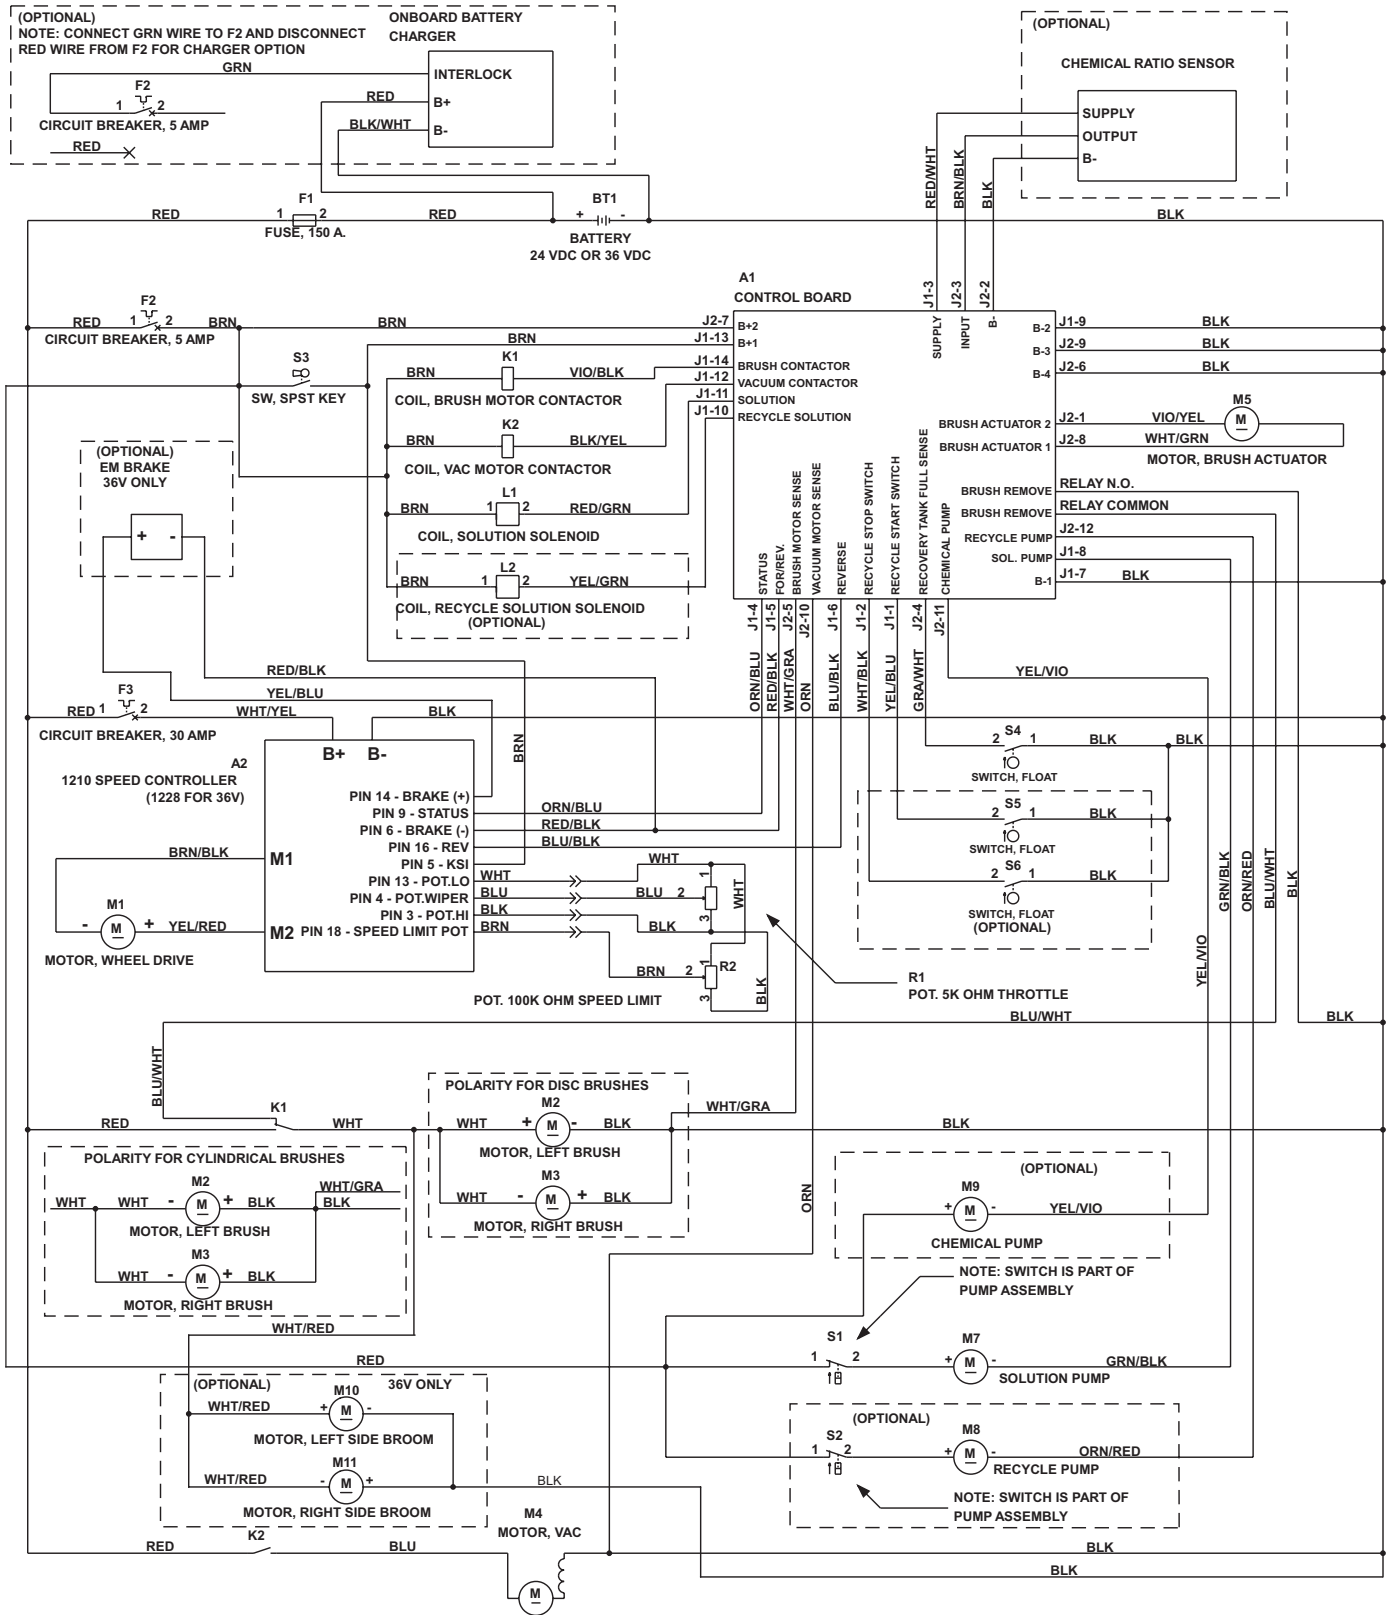 (OPTIONAL)
NOTE: CONNECT GRN WIRE TO F2 AND DISCONNECT
RED WIRE FROM F2 FOR CHARGER OPTION
ONBOARD BATTERY
CHARGER
GRN
INTERLOCK
F2
1 2
CIRCUIT BREAKER, 5 AMP
RED
B+
BLK/WHT
B-
RED
(OPTIONAL)
CHEMICAL RATIO SENSOR
SUPPLY
OUTPUT
B-
RED/WHT
BRN/BLK
BLK
RED
F1
1 2
FUSE, 150 A.
RED
BT1
+ -
BATTERY
24 VDC OR 36 VDC
BLK
A1
CONTROL BOARD
J1-3
J2-3
J2-2
SUPPLY
INPUT
B-
RED
F2
1 2
BRN
CIRCUIT BREAKER, 5 AMP
BRN
J2-7
B+2
BRN
J1-13
B+1
S3
SW, SPST KEY
BRN
K1
VIO/BLK
J1-14
BRUSH CONTACTOR
COIL, BRUSH MOTOR CONTACTOR
J1-12
VACUUM CONTACTOR
J1-11
SOLUTION
J1-10
RECYCLE SOLUTION
BRN
K2
BLK/YEL
COIL, VAC MOTOR CONTACTOR
BRN
1
L1
2
RED/GRN
COIL, SOLUTION SOLENOID
BRN
1
L2
2
YEL/GRN
COIL, RECYCLE SOLUTION SOLENOID
(OPTIONAL)
B-2
J1-9
BLK
B-3
J2-9
BLK
B-4
J2-6
BLK
BRUSH ACTUATOR 2
J2-1
VIO/YEL
M5
M
BRUSH ACTUATOR 1
J2-8
WHT/GRN
MOTOR, BRUSH ACTUATOR
BRUSH REMOVE
RELAY N.O.
BRUSH REMOVE
RELAY COMMON
RECYCLE PUMP
J2-12
SOL. PUMP
J1-8
B-1
J1-7
BLK
STATUS
FOR/REV.
BRUSH MOTOR SENSE
VACUUM MOTOR SENSE
REVERSE
RECYCLE STOP SWITCH
RECYCLE START SWITCH
RECOVERY TANK FULL SENSE
CHEMICAL PUMP
J1-4
J1-5
J2-5
J2-10
J1-6
J1-2
J1-1
J2-4
J2-11
ORN/BLU
RED/BLK
WHT/GRA
ORN
BLU/BLK
WHT/BLK
YEL/BLU
GRA/WHT
YEL/VIO
(OPTIONAL)
EM BRAKE
36V ONLY
+ -
RED/BLK
YEL/BLU
RED
F3
1 2
WHT/YEL
CIRCUIT BREAKER, 30 AMP
BLK
BRN
A2
1210 SPEED CONTROLLER
(1228 FOR 36V)
B+
B-
PIN 14 - BRAKE (+)
PIN 9 - STATUS
ORN/BLU
PIN 6 - BRAKE (-)
RED/BLK
PIN 16 - REV
BLU/BLK
PIN 5 - KSI
PIN 13 - POT.LO
WHT
WHT
PIN 4 - POT.WIPER
BLU
BLU
2
1
3
WHT
PIN 3 - POT.HI
BLK
BLK
PIN 18 - SPEED LIMIT POT
BRN
BRN
2
1
3
R2
BLK
POT. 100K OHM SPEED LIMIT
R1
POT. 5K OHM THROTTLE
M1
M2
BRN/BLK
M1
- M +
YEL/RED
MOTOR, WHEEL DRIVE
S4
2 1
BLK
BLK
SWITCH, FLOAT
S5
2 1
BLK
SWITCH, FLOAT
S6
2 1
BLK
SWITCH, FLOAT
(OPTIONAL)
YEL/VIO
GRN/BLK
ORN/RED
BLU/WHT
BLK
BLU/WHT
BLK
BLU/WHT
RED
K1
WHT
POLARITY FOR DISC BRUSHES
WHT
M2
+ M -
BLK
MOTOR, LEFT BRUSH
WHT
M3
- M +
BLK
MOTOR, RIGHT BRUSH
WHT/GRA
BLK
ORN
POLARITY FOR CYLINDRICAL BRUSHES
WHT
WHT
M2
- M +
BLK
WHT/GRA
BLK
MOTOR, LEFT BRUSH
WHT
M3
- M +
BLK
MOTOR, RIGHT BRUSH
WHT/RED
(OPTIONAL)
M9
+ M -
YEL/VIO
CHEMICAL PUMP
NOTE: SWITCH IS PART OF
PUMP ASSEMBLY
RED
S1
1 2
M7
+ M -
GRN/BLK
SOLUTION PUMP
(OPTIONAL)
S2
1 2
M8
+ M -
ORN/RED
RECYCLE PUMP
NOTE: SWITCH IS PART OF
PUMP ASSEMBLY
(OPTIONAL)
36V ONLY
WHT/RED
M10
+ M -
MOTOR, LEFT SIDE BROOM
WHT/RED
M11
- M +
BLK
MOTOR, RIGHT SIDE BROOM
RED
K2
BLU
M4
MOTOR, VAC
M
BLK
BLK